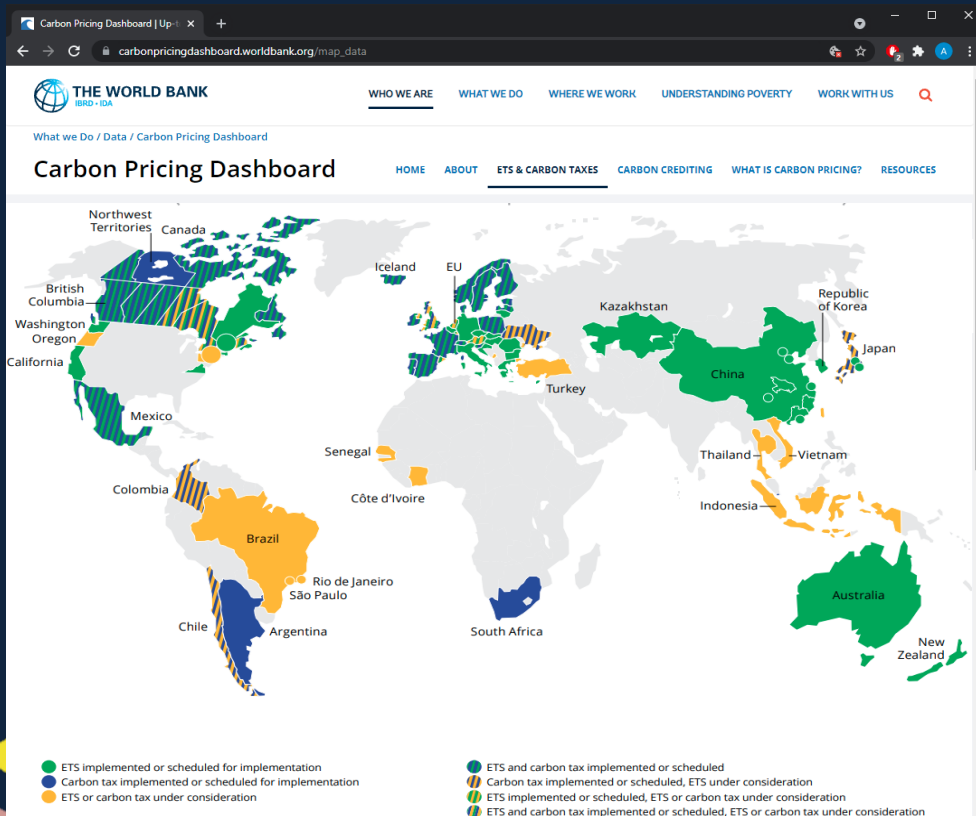 Carbon Pricing Dashboard | Up-t
carbonpricingdashboard.worldbank.org/map_data
2
A
THE WORLD BANK
IBRD • IDA
WHO WE ARE
WHAT WE DO
WHERE WE WORK
UNDERSTANDING POVERTY
WORK WITH US
What we Do / Data / Carbon Pricing Dashboard
Carbon Pricing Dashboard
HOME
ABOUT
ETS & CARBON TAXES
CARBON CREDITING
WHAT IS CARBON PRICING?
RESOURCES
Northwest
Territories
Canada
British
Columbia
Washington
Oregon
California
Mexico
Iceland
EU
Kazakhstan
Republic
of Korea
Japan
China
Turkey
Senegal
Côte d'Ivoire
Thailand
Vietnam
Indonesia
Colombia
Brazil
Rio de Janeiro
São Paulo
Chile
Argentina
South Africa
Australia
New
Zealand
ETS implemented or scheduled for implementation
Carbon tax implemented or scheduled for implementation
ETS or carbon tax under consideration
ETS and carbon tax implemented or scheduled
Carbon tax implemented or scheduled, ETS under consideration
ETS implemented or scheduled, ETS or carbon tax under consideration
ETS and carbon tax implemented or scheduled, ETS or carbon tax under consideration